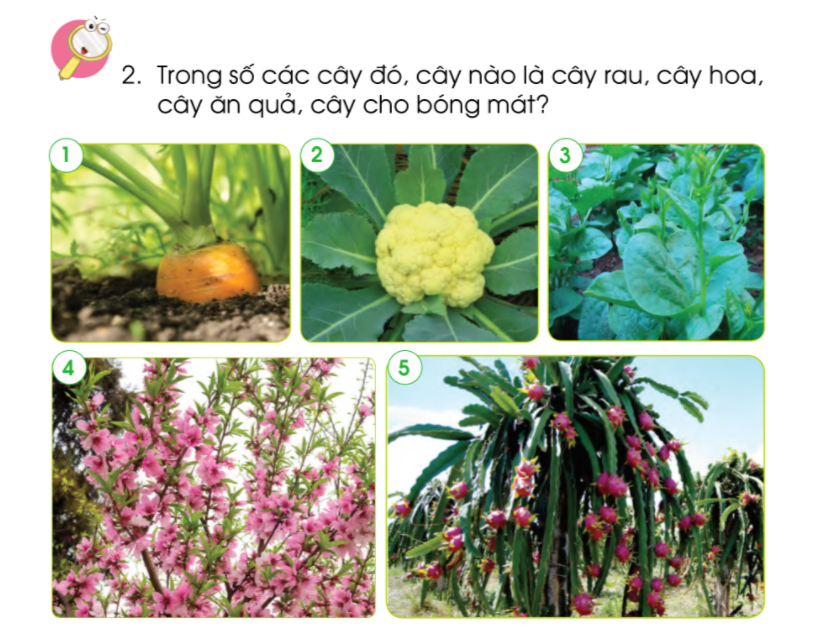 2. Trong số các cây đó, cây nào là cây rau, cây hoa,
cây ăn quả, cây cho bóng mát?
1
2
3
4
5